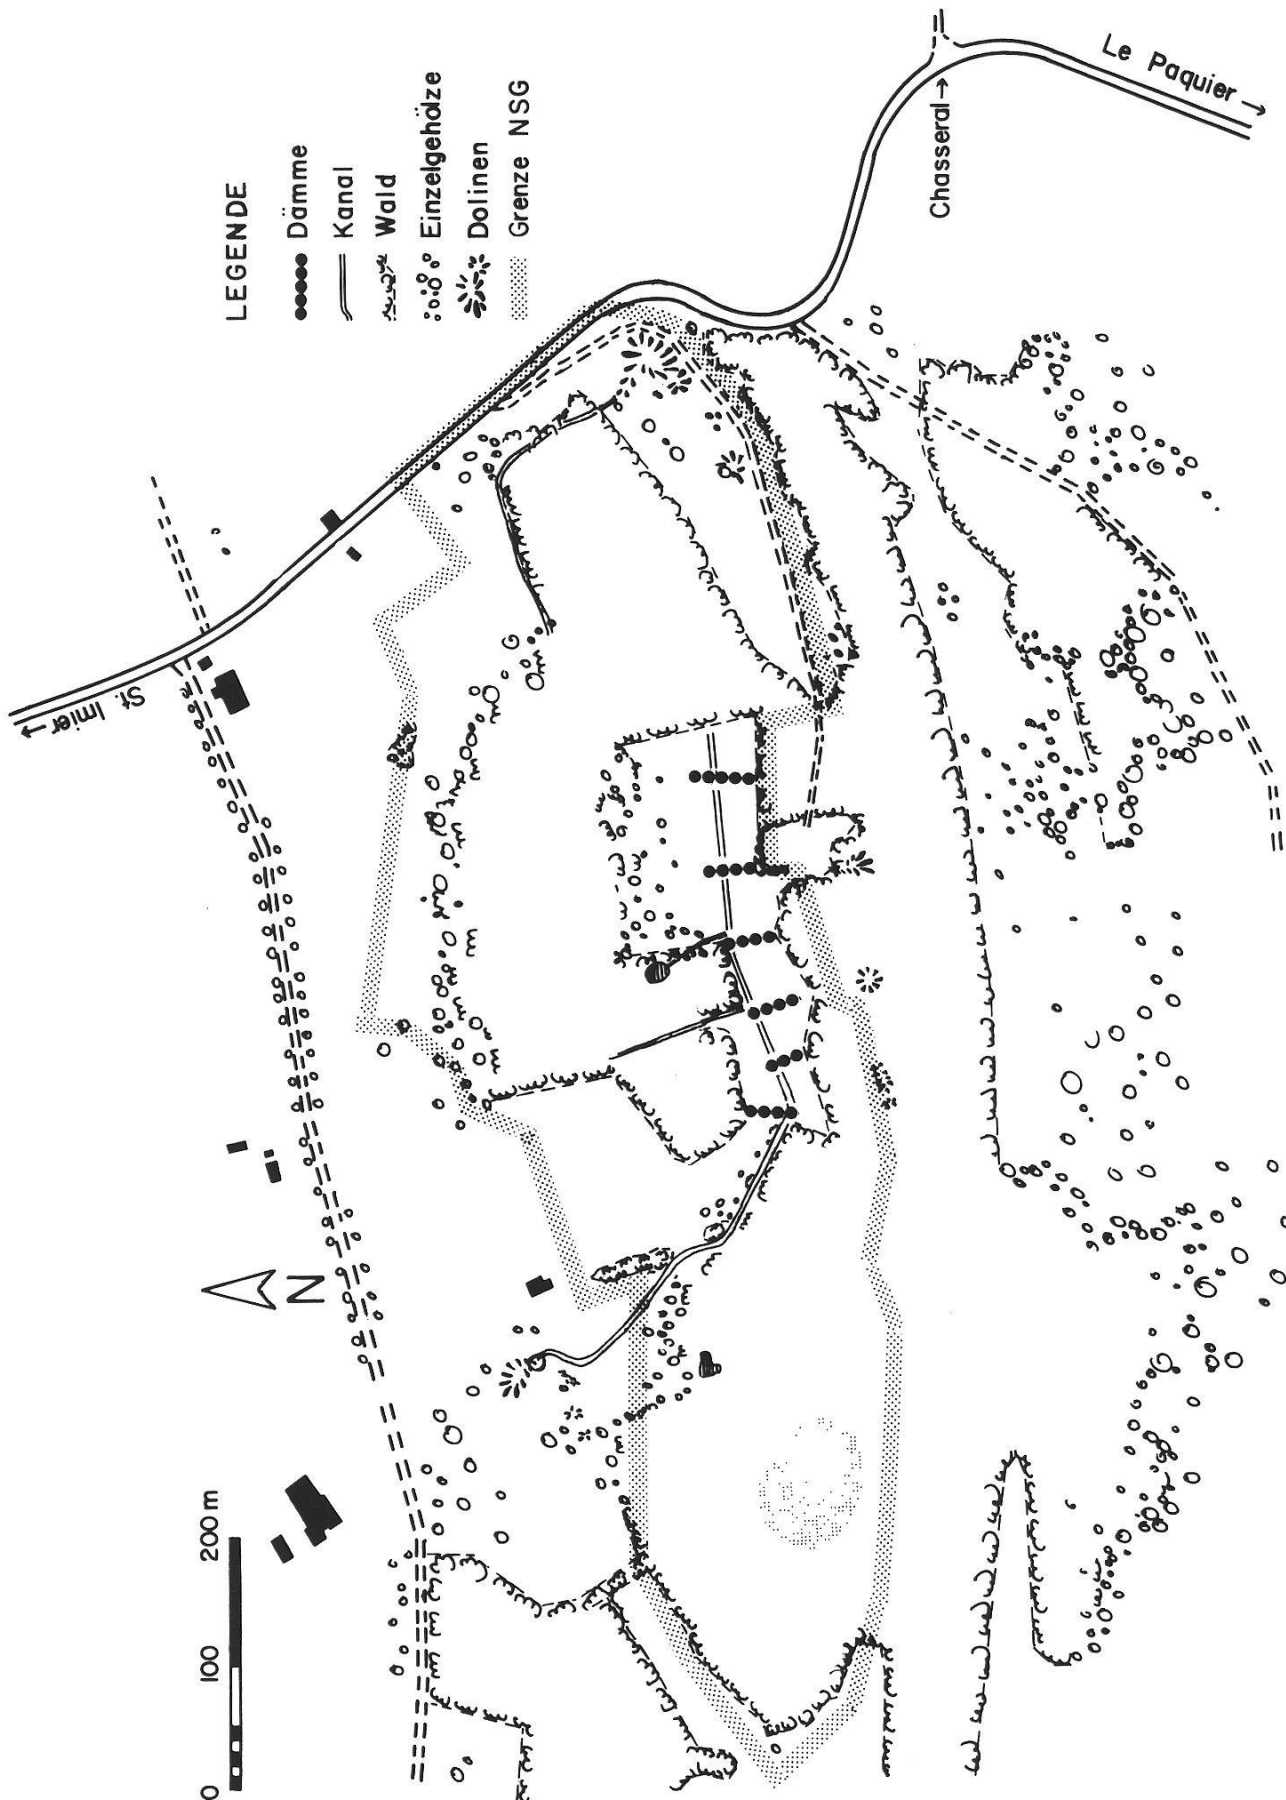 LEGENDE
Dämme
Kanal
Wald
Einzelgehölze
Dolinen
Grenze NSG
Le Paquier →
Chasseral →
← St. Imier
N
0 100 200 m